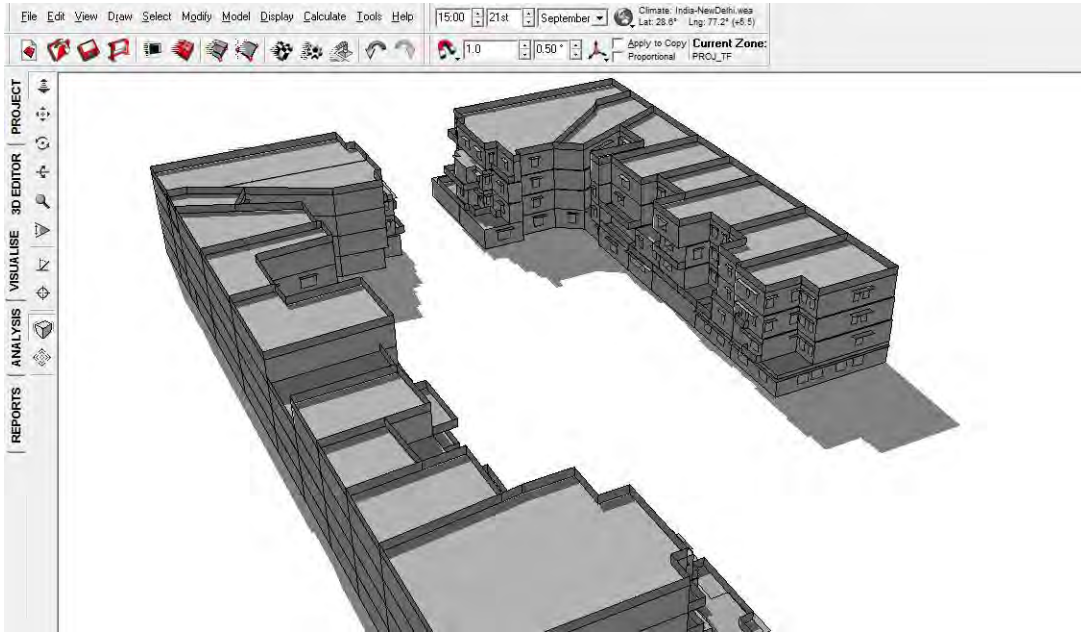 File Edit View Draw Select Modify Model Display Calculate Tools Help
15:00 21st September Climate: India-NewDelhi.wea
Lat: 28.6° Lng: 77.2° (+5.5)
1.0 0.50 ° Apply to Copy Current Zone:
Proportional PROJ_TF
PROJECT
3D EDITOR
VISUALISE
ANALYSIS
REPORTS